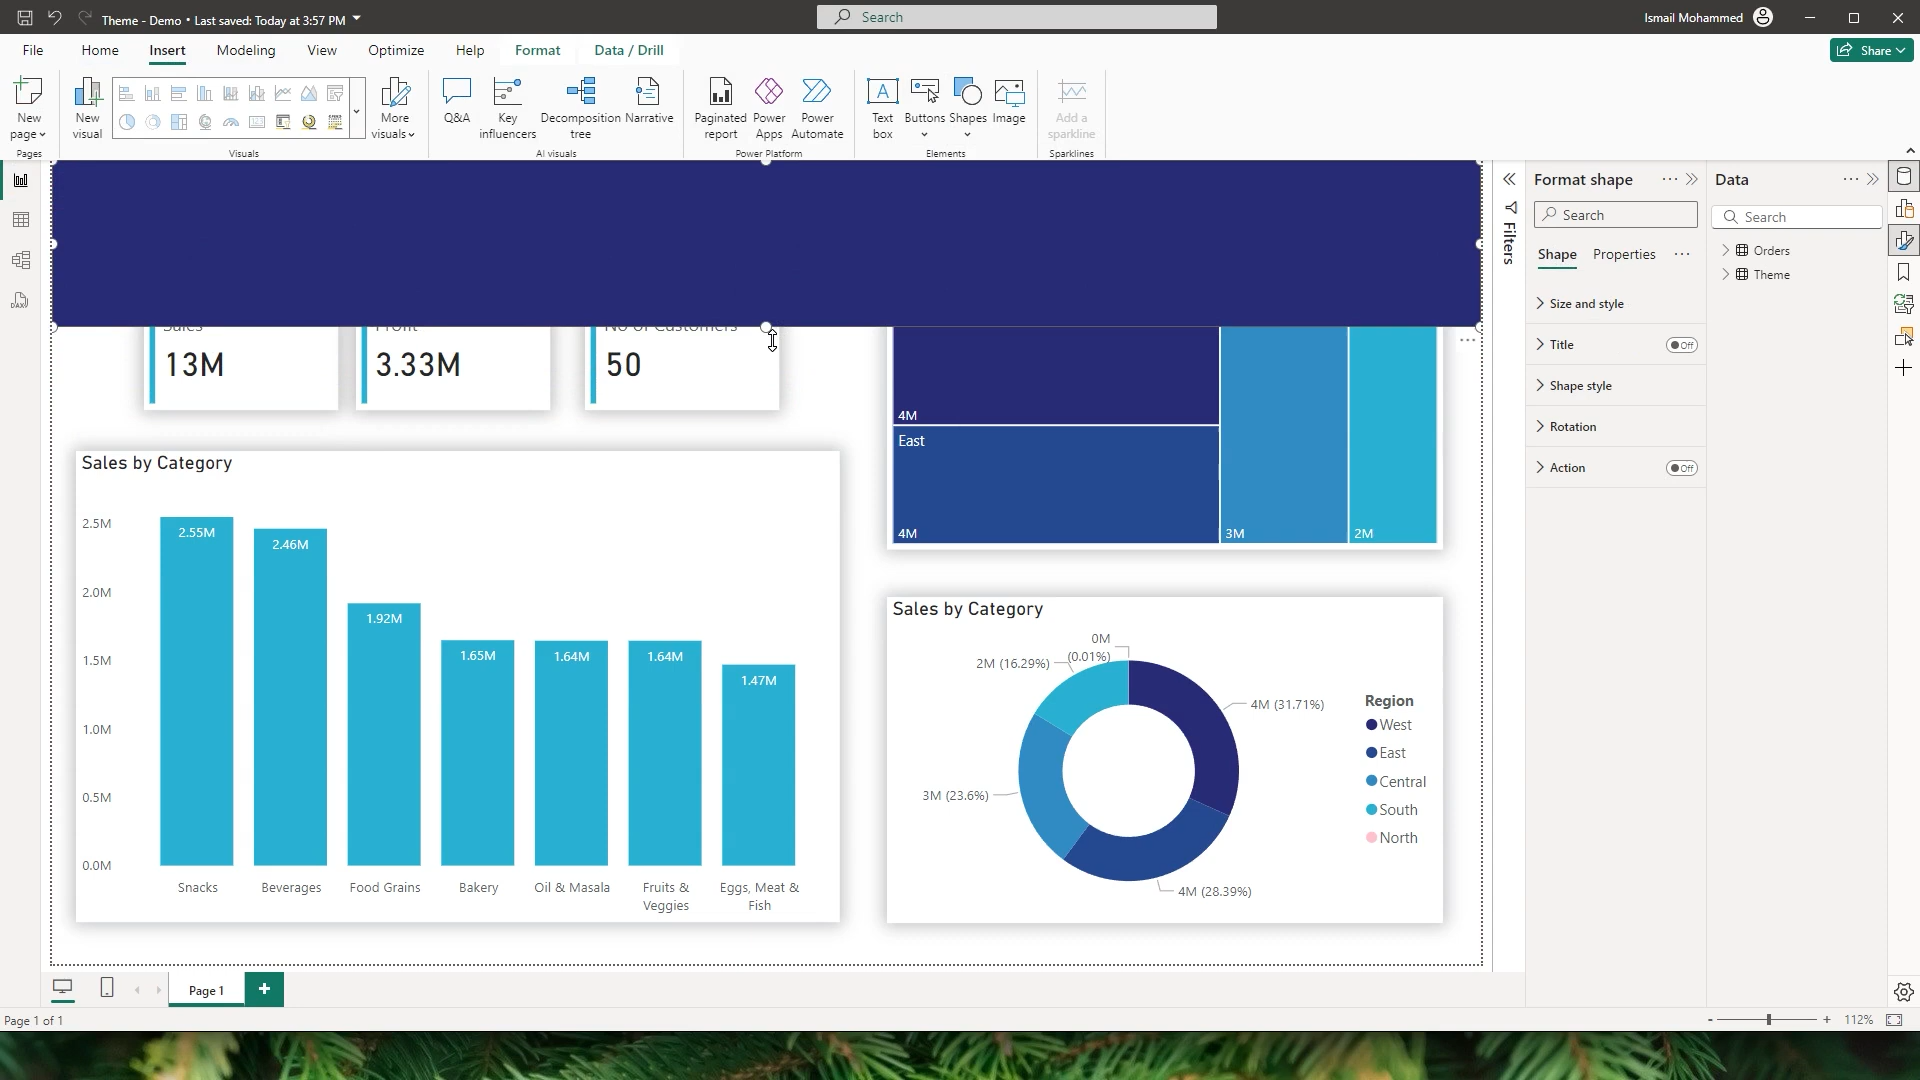 Theme - Demo • Last saved: Today at 3:57 PM
Search
Ismail Mohammed
File
Home
Insert
Modeling
View
Optimize
Help
Format
Data / Drill
Share
New page
New visual
More visuals
Q&A
Key influencers
Decomposition tree
Narrative
Paginated report
Power Apps
Power Automate
Text box
Buttons
Shapes
Image
Add a sparkline
Pages
Visuals
AI visuals
Power Platform
Elements
Sparklines
DAX
Sales
13M
Profit
3.33M
No of Customers
50
4M
East
4M
3M
2M
Sales by Category
2.5M
2.0M
1.5M
1.0M
0.5M
0.0M
2.55M
2.46M
1.92M
1.65M
1.64M
1.64M
1.47M
Snacks
Beverages
Food Grains
Bakery
Oil & Masala
Fruits & Veggies
Eggs, Meat & Fish
Sales by Category
0M (0.01%)
2M (16.29%)
4M (31.71%)
3M (23.6%)
4M (28.39%)
Region
West
East
Central
South
North
Filters
Format shape
Search
Shape
Properties
Size and style
Title
Off
Shape style
Rotation
Action
Off
Data
Search
Orders
Theme
Page 1
Page 1 of 1
112%